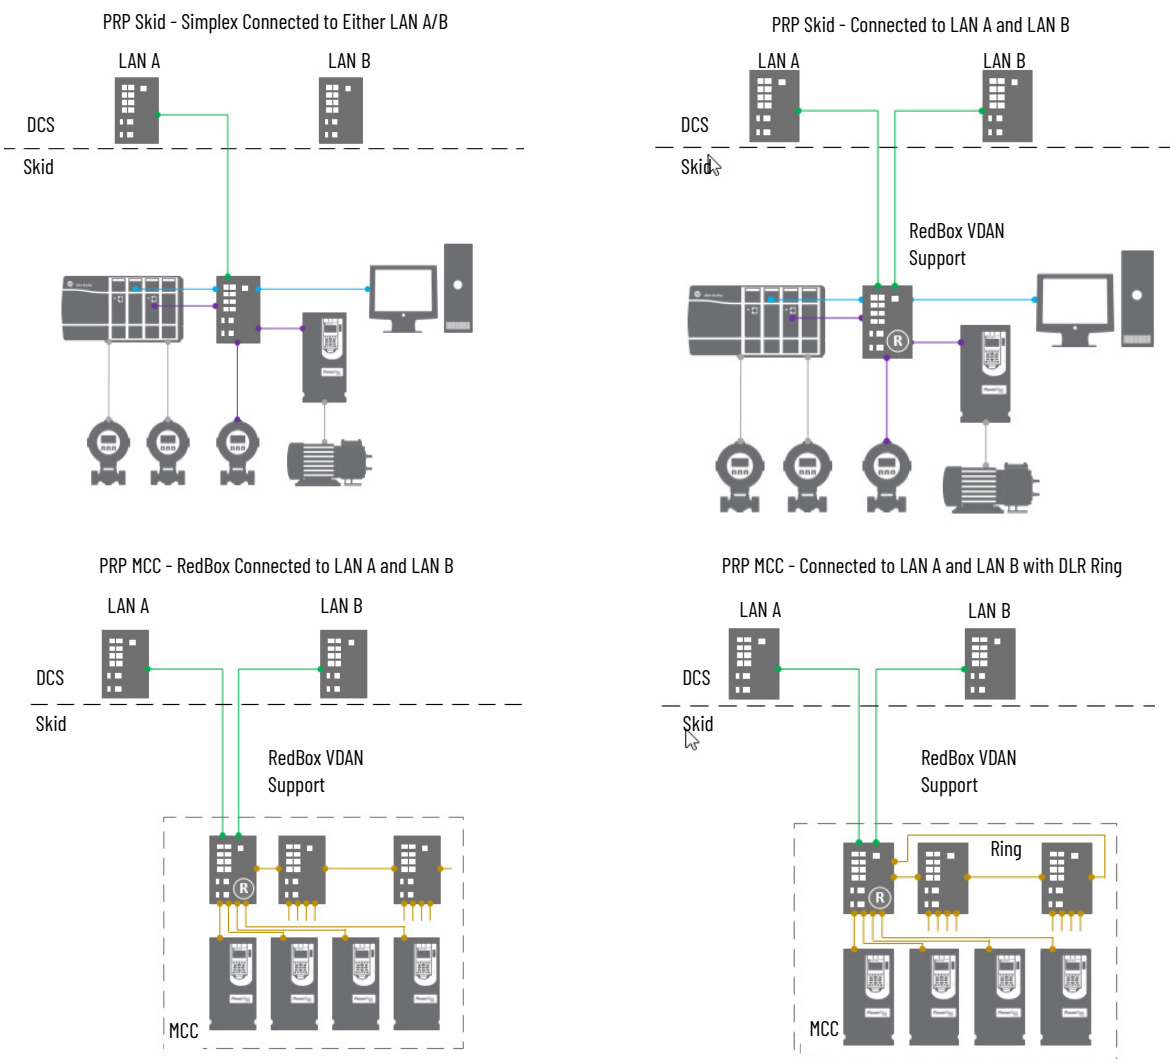 PRP Skid - Simplex Connected to Either LAN A/B
LAN A
LAN B
DCS
Skid
PRP Skid - Connected to LAN A and LAN B
LAN A
LAN B
DCS
Skid
RedBox VDAN
Support
R
PRP MCC - RedBox Connected to LAN A and LAN B
LAN A
LAN B
DCS
Skid
RedBox VDAN
Support
R
MCC
PRP MCC - Connected to LAN A and LAN B with DLR Ring
LAN A
LAN B
DCS
Skid
RedBox VDAN
Support
Ring
R
MCC